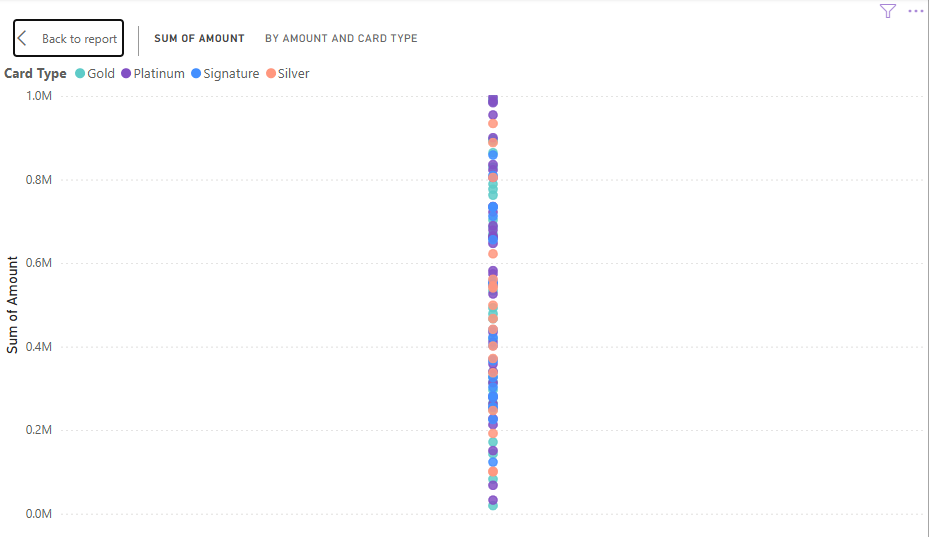 Back to report
SUM OF AMOUNT
BY AMOUNT AND CARD TYPE
Card Type Gold Platinum Signature Silver
1.0M
0.8M
0.6M
0.4M
0.2M
0.0M
Sum of Amount